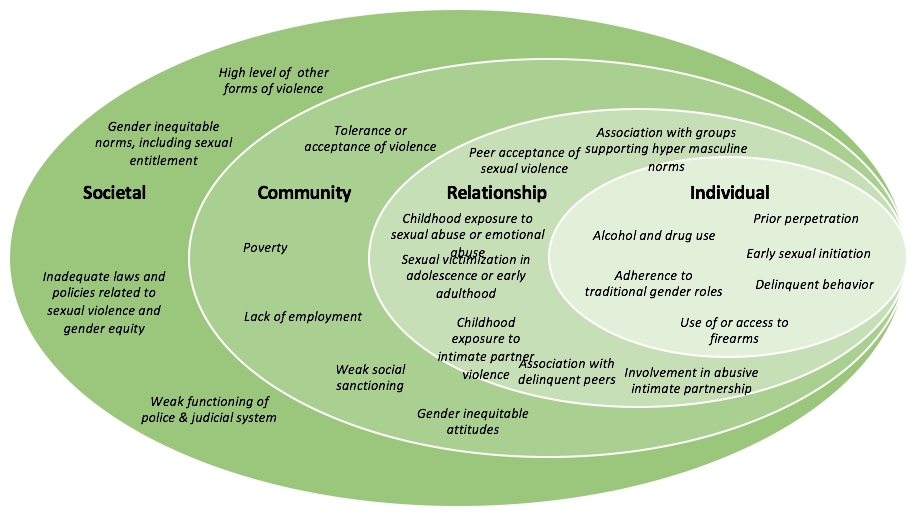 High level of other
forms of violence
Gender inequitable
norms, including sexual
entitlement
Societal
Inadequate laws and
policies related to
sexual violence and
gender equity
Weak functioning of
police & judicial system
Tolerance or
acceptance of violence
Community
Poverty
Lack of employment
Weak social
sanctioning
Gender inequitable
attitudes
Peer acceptance of
sexual violence
Association with groups
supporting hyper masculine
norms
Relationship
Childhood exposure to
sexual abuse or emotional
abuse
Sexual victimization in
adolescence or early
adulthood
Childhood
exposure to
intimate partner
violence
Association with
delinquent peers
Involvement in abusive
intimate partnership
Individual
Prior perpetration
Alcohol and drug use
Early sexual initiation
Adherence to
traditional gender roles
Delinquent behavior
Use of or access to
firearms